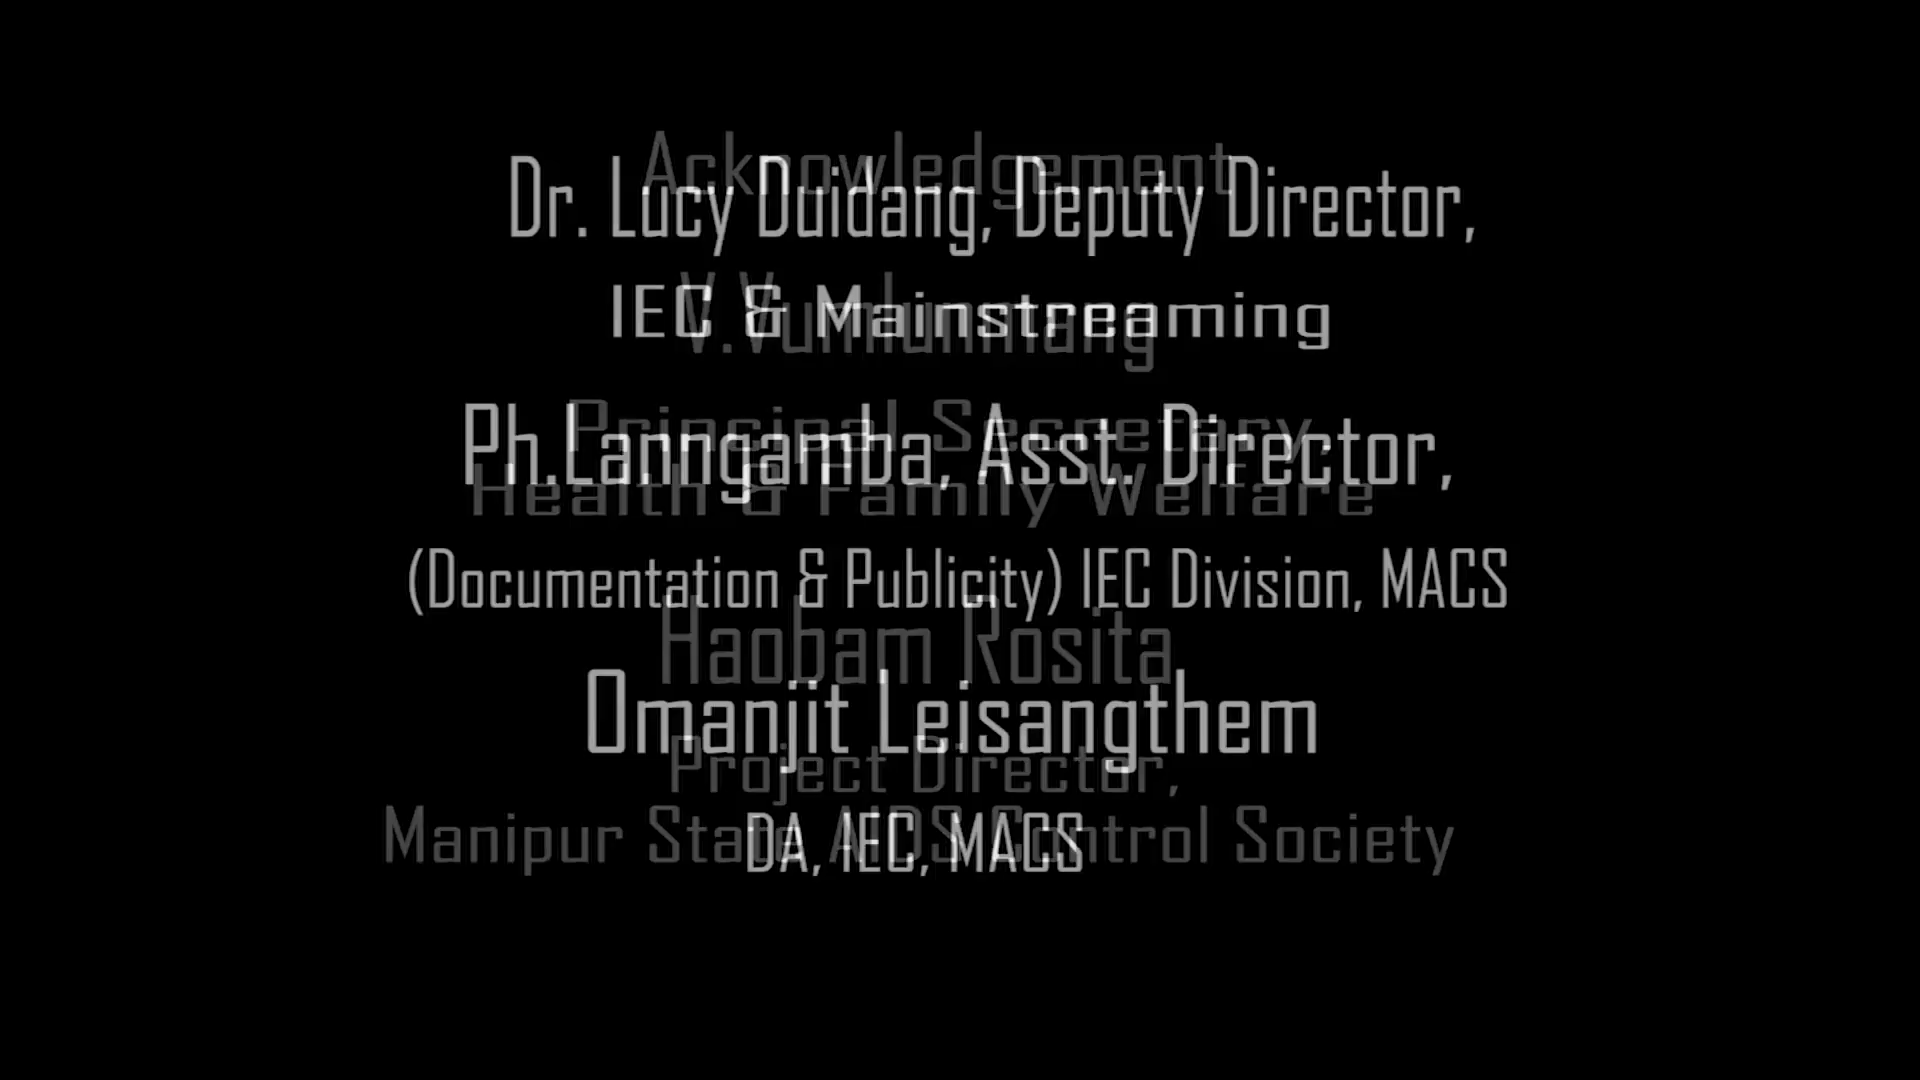 Acknowledgement
Dr. Lucy Duidang, Deputy Director,
IEC & Mainstreaming
V.Vumlunmang
Principal Secretary,
Ph.Lanngamba, Asst. Director,
Health & Family Welfare
(Documentation & Publicity) IEC Division, MACS
Haobam Rosita
Omanjit Leisangthem
Project Director,
Manipur State AIDS Control Society
DA, IEC, MACS